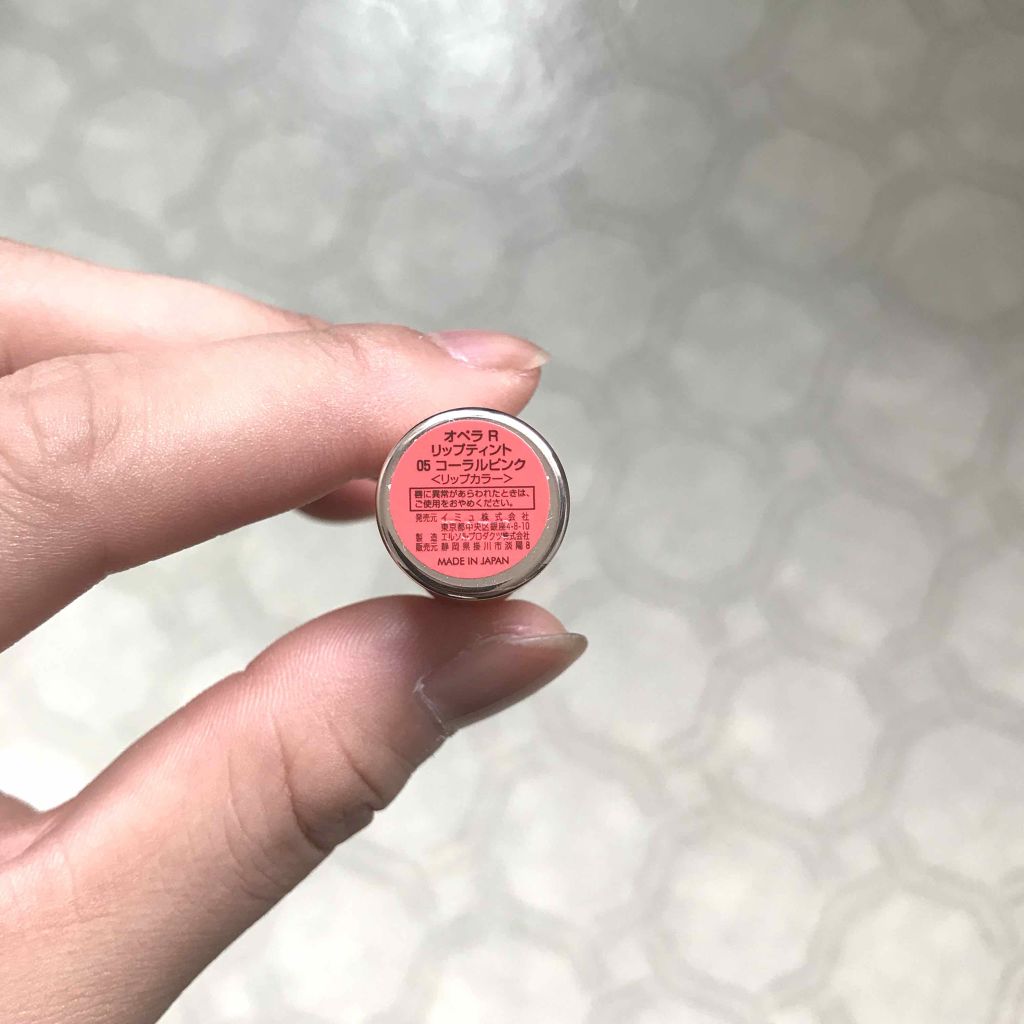 オペラ R
リップティント
05 コーラルピンク
<リップカラー>
唇に異常があらわれたときは、
ご使用をおやめください。
発売元 イミュ株式会社
東京都中央区銀座4-8-10
製造 エルソルプロダクツ株式会社
販売元 静岡県掛川市淡陽8
MADE IN JAPAN